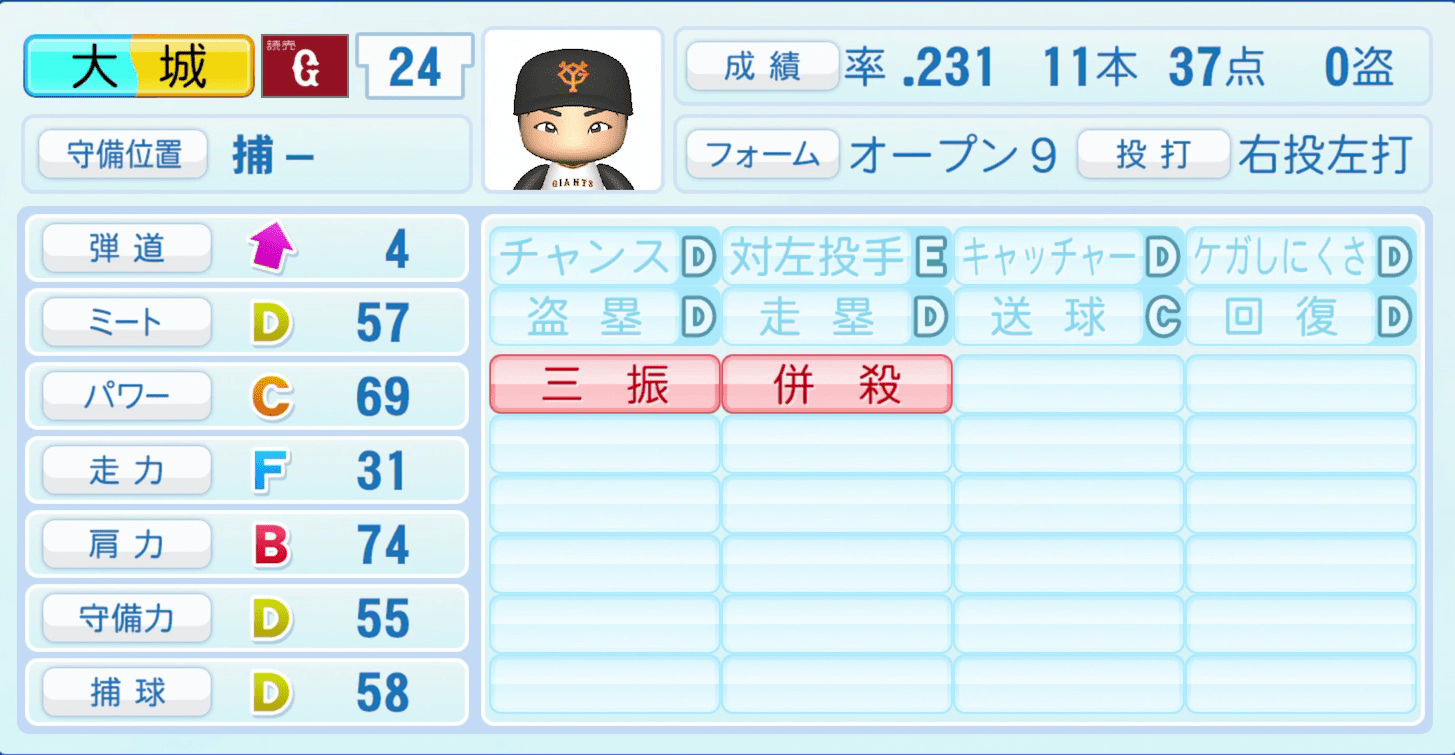 大 城 読売 G 24
YG
GIANTS
成績 率 .231 11本 37点 0盗
守備位置 捕 −
フォーム オープン9 投打 右投左打
弾道 4
ミート D 57
パワー C 69
走力 F 31
肩力 B 74
守備力 D 55
捕球 D 58
チャンス D 対左投手 E キャッチャー D ケガしにくさ D
盗塁 D 走塁 D 送球 C 回復 D
三振 併殺